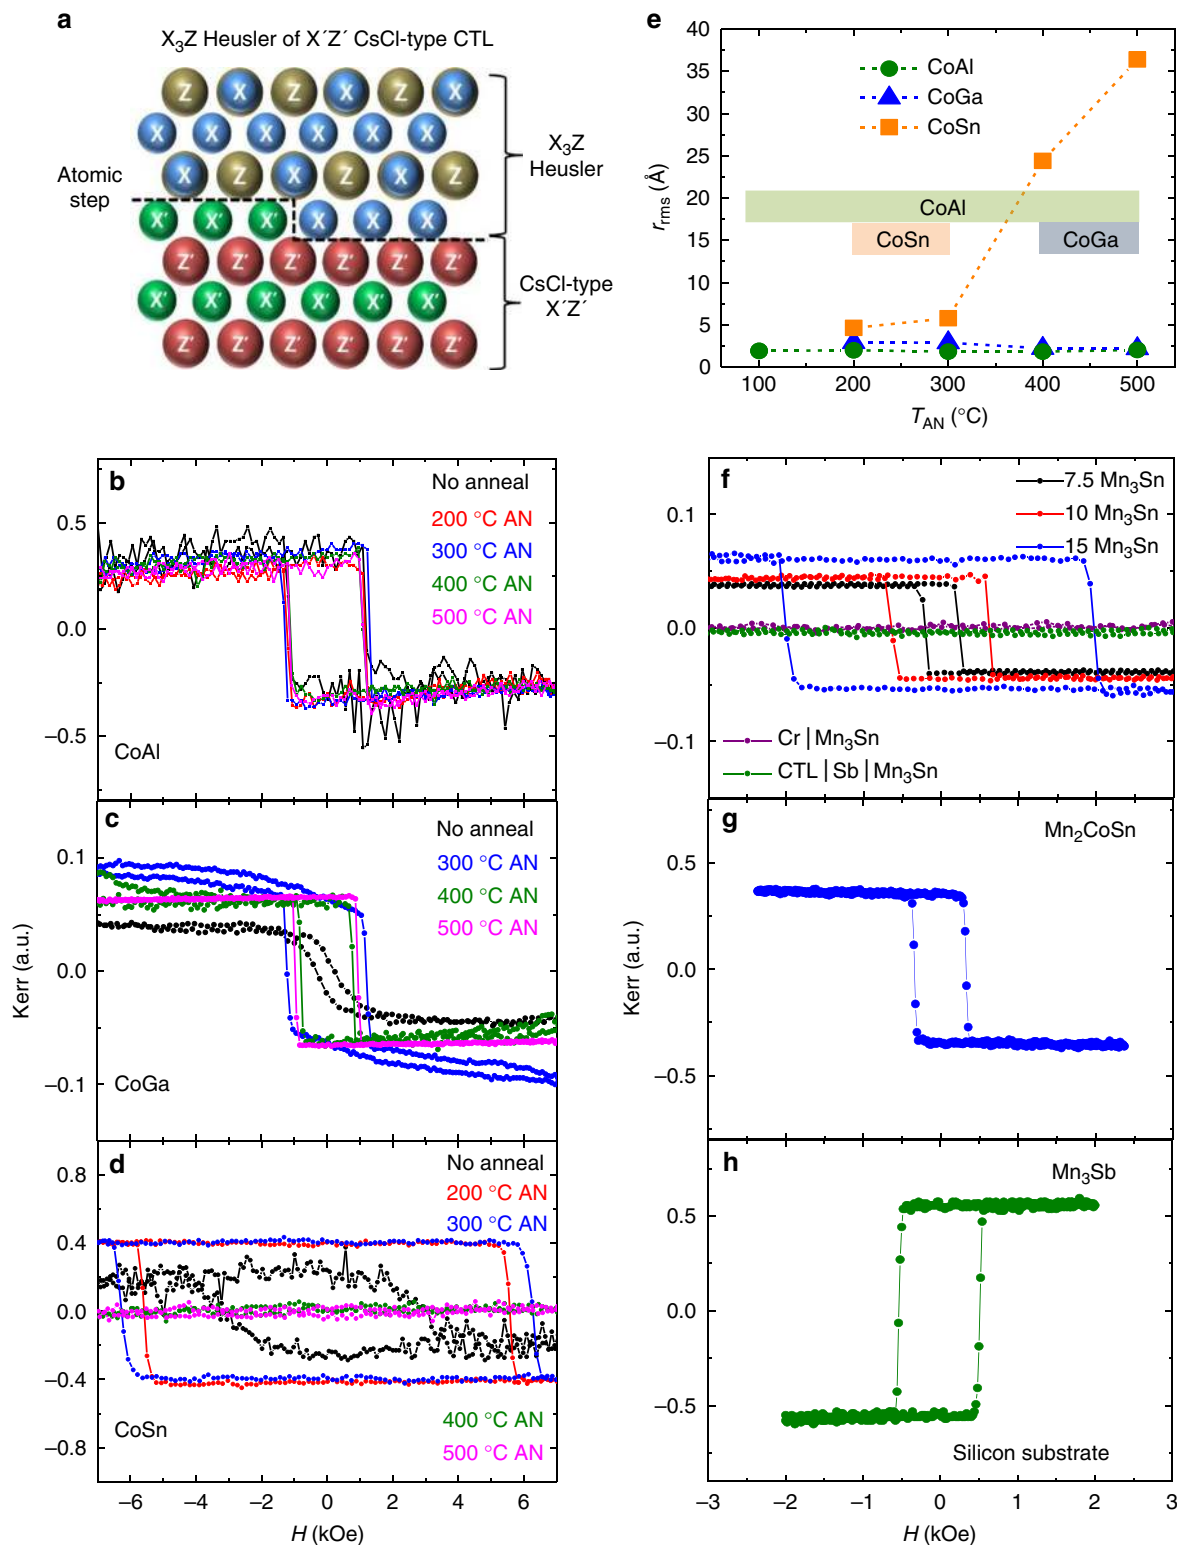 a
X₃Z Heusler of X´Z´ CsCl-type CTL
Z X Z X Z X
X X X X X X
X Z X Z X Z
X' X' X' X X X
Z' Z' Z' Z' Z' Z'
X' X' X' X' X' X'
Z' Z' Z' Z' Z' Z'
Atomic
step
X₃Z
Heusler
CsCl-type
X´Z´
e
40
35
30
25
20
15
10
5
0
r_rms (Å)
CoAl
CoGa
CoSn
CoAl
CoSn
CoGa
100 200 300 400 500
T_AN (°C)
b
No anneal
200 °C AN
300 °C AN
400 °C AN
500 °C AN
0.5
0.0
−0.5
CoAl
c
No anneal
300 °C AN
400 °C AN
500 °C AN
0.1
0.0
−0.1
Kerr (a.u.)
CoGa
d
No anneal
200 °C AN
300 °C AN
0.8
0.4
0.0
−0.4
−0.8
CoSn
400 °C AN
500 °C AN
−6 −4 −2 0 2 4 6
H (kOe)
f
7.5 Mn₃Sn
10 Mn₃Sn
15 Mn₃Sn
0.1
0.0
−0.1
Cr | Mn₃Sn
CTL | Sb | Mn₃Sn
g
Mn₂CoSn
0.5
0.0
−0.5
Kerr (a.u.)
h
Mn₃Sb
0.5
0.0
−0.5
Silicon substrate
−3 −2 −1 0 1 2 3
H (kOe)